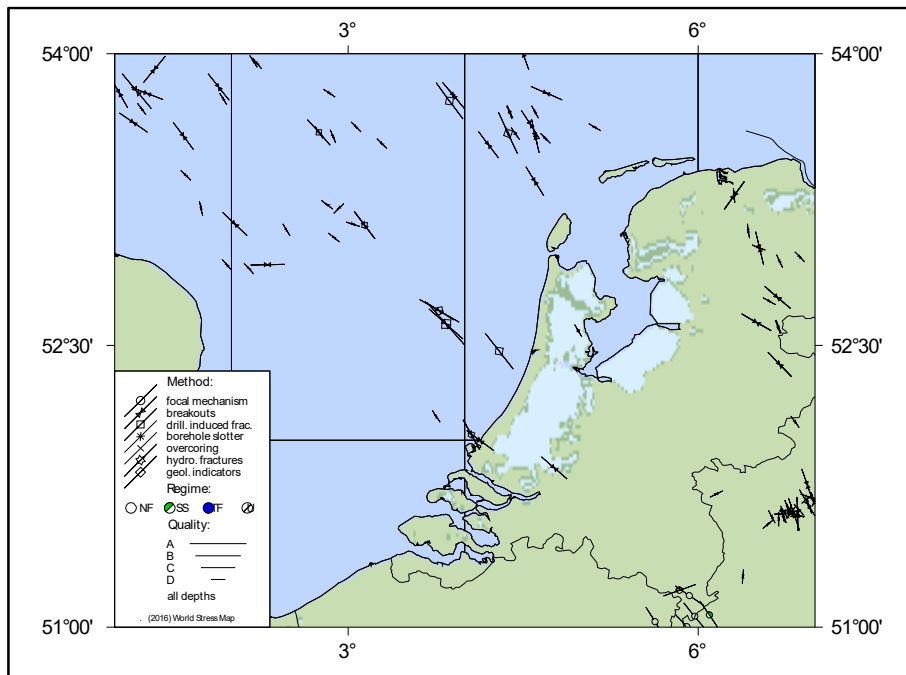 3° 6°
54°00' 54°00'
52°30' 52°30'
Method:
focal mechanism
breakouts
drill. induced frac.
borehole slotter
overcoring
hydro. fractures
geol. indicators
Regime:
NF SS TF U
Quality:
A
B
C
D
all depths
(2016) World Stress Map
51°00' 51°00'
3° 6°